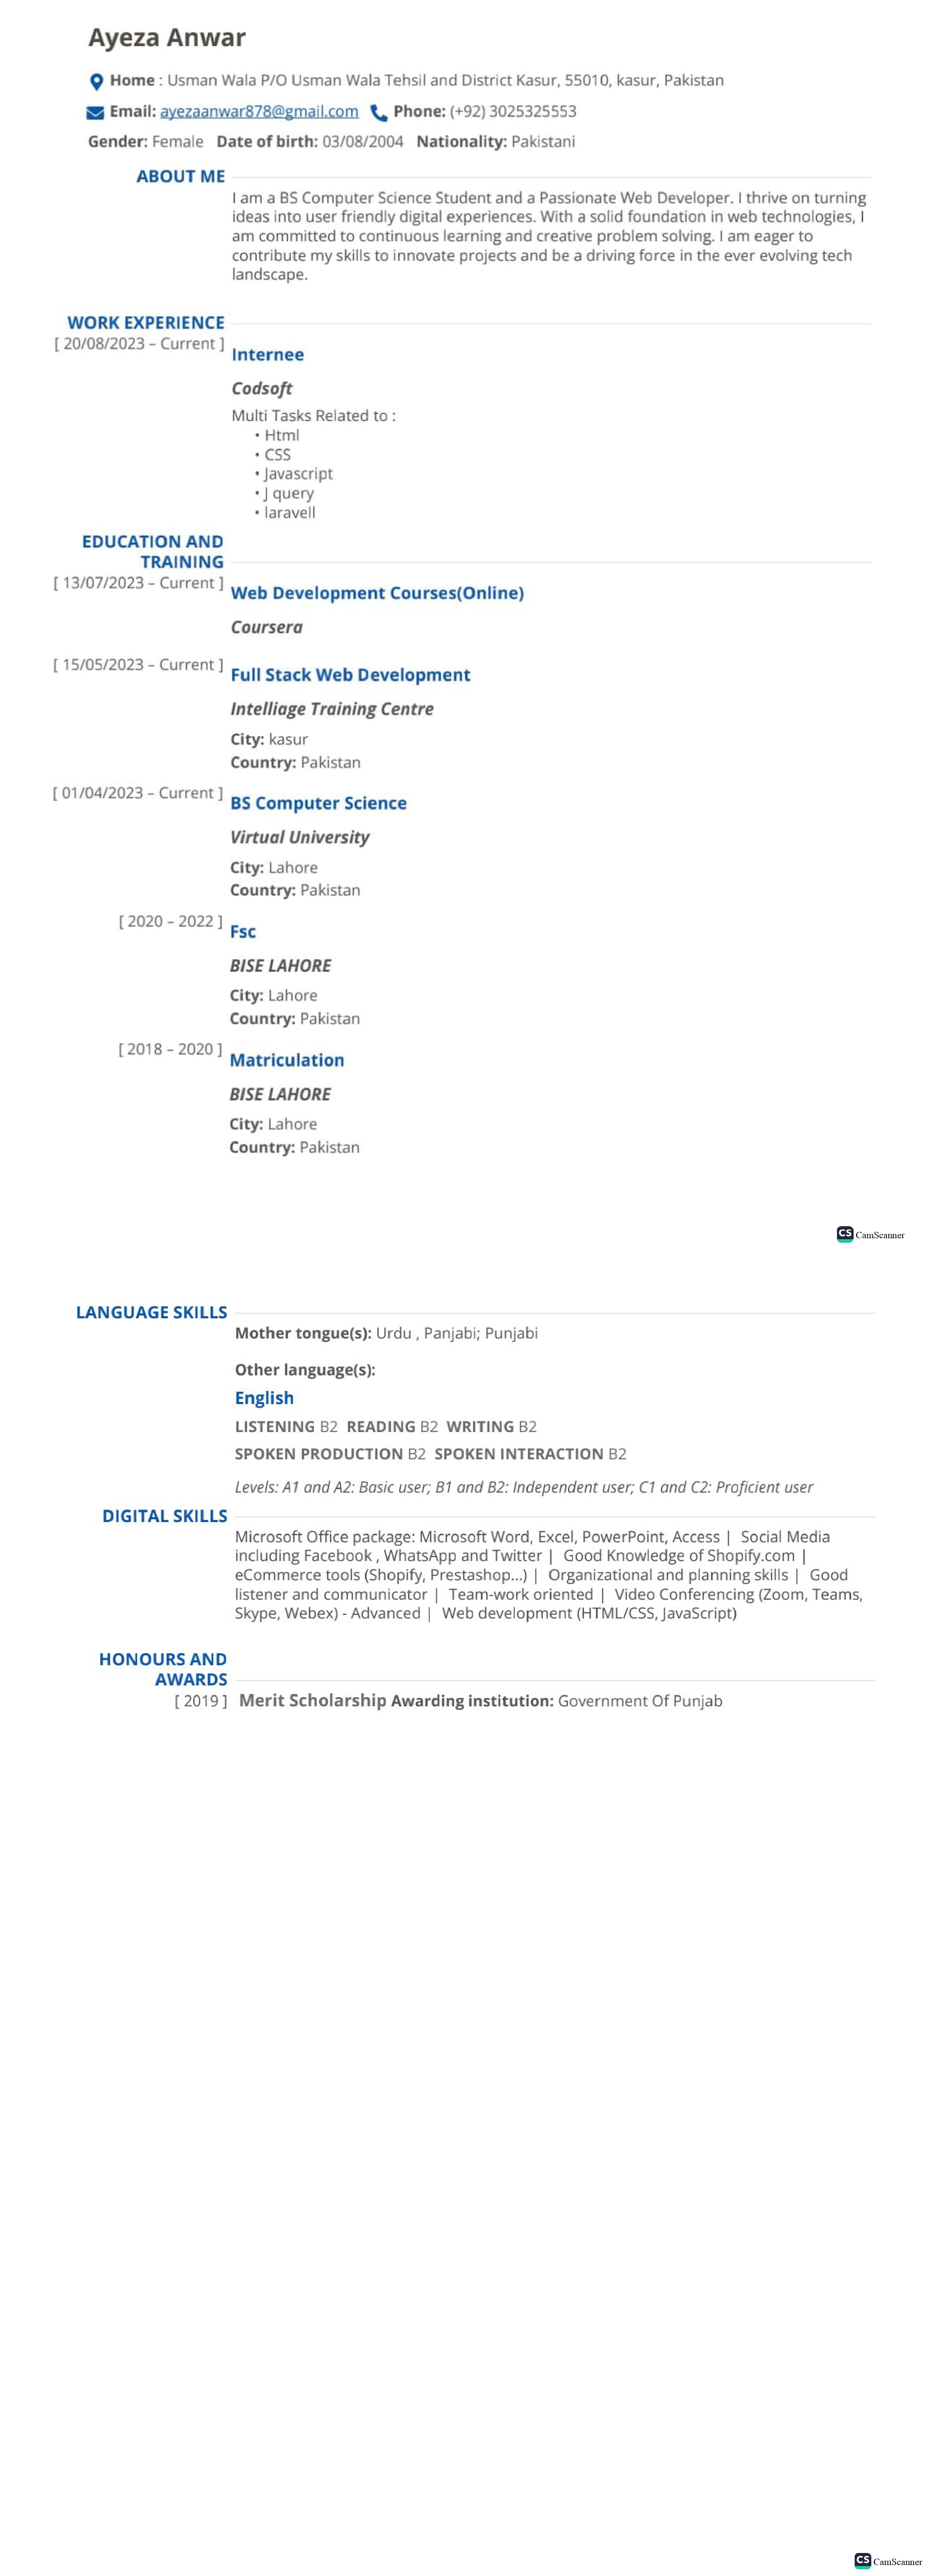 Ayeza Anwar
Home : Usman Wala P/O Usman Wala Tehsil and District Kasur, 55010, kasur, Pakistan
Email: ayezaanwar878@gmail.com Phone: (+92) 3025325553
Gender: Female Date of birth: 03/08/2004 Nationality: Pakistani
ABOUT ME
I am a BS Computer Science Student and a Passionate Web Developer. I thrive on turning
ideas into user friendly digital experiences. With a solid foundation in web technologies, I
am committed to continuous learning and creative problem solving. I am eager to
contribute my skills to innovate projects and be a driving force in the ever evolving tech
landscape.
WORK EXPERIENCE
[ 20/08/2023 – Current ]
Internee
Codsoft
Multi Tasks Related to :
• Html
• CSS
• Javascript
• J query
• laravell
EDUCATION AND
TRAINING
[ 13/07/2023 – Current ]
Web Development Courses(Online)
Coursera
[ 15/05/2023 – Current ]
Full Stack Web Development
Intelliage Training Centre
City: kasur
Country: Pakistan
[ 01/04/2023 – Current ]
BS Computer Science
Virtual University
City: Lahore
Country: Pakistan
[ 2020 – 2022 ]
Fsc
BISE LAHORE
City: Lahore
Country: Pakistan
[ 2018 – 2020 ]
Matriculation
BISE LAHORE
City: Lahore
Country: Pakistan
CS CamScanner
LANGUAGE SKILLS
Mother tongue(s): Urdu , Panjabi; Punjabi
Other language(s):
English
LISTENING B2 READING B2 WRITING B2
SPOKEN PRODUCTION B2 SPOKEN INTERACTION B2
Levels: A1 and A2: Basic user; B1 and B2: Independent user; C1 and C2: Proficient user
DIGITAL SKILLS
Microsoft Office package: Microsoft Word, Excel, PowerPoint, Access | Social Media
including Facebook , WhatsApp and Twitter | Good Knowledge of Shopify.com |
eCommerce tools (Shopify, Prestashop...) | Organizational and planning skills | Good
listener and communicator | Team-work oriented | Video Conferencing (Zoom, Teams,
Skype, Webex) - Advanced | Web development (HTML/CSS, JavaScript)
HONOURS AND
AWARDS
[ 2019 ] Merit Scholarship Awarding institution: Government Of Punjab
CS CamScanner